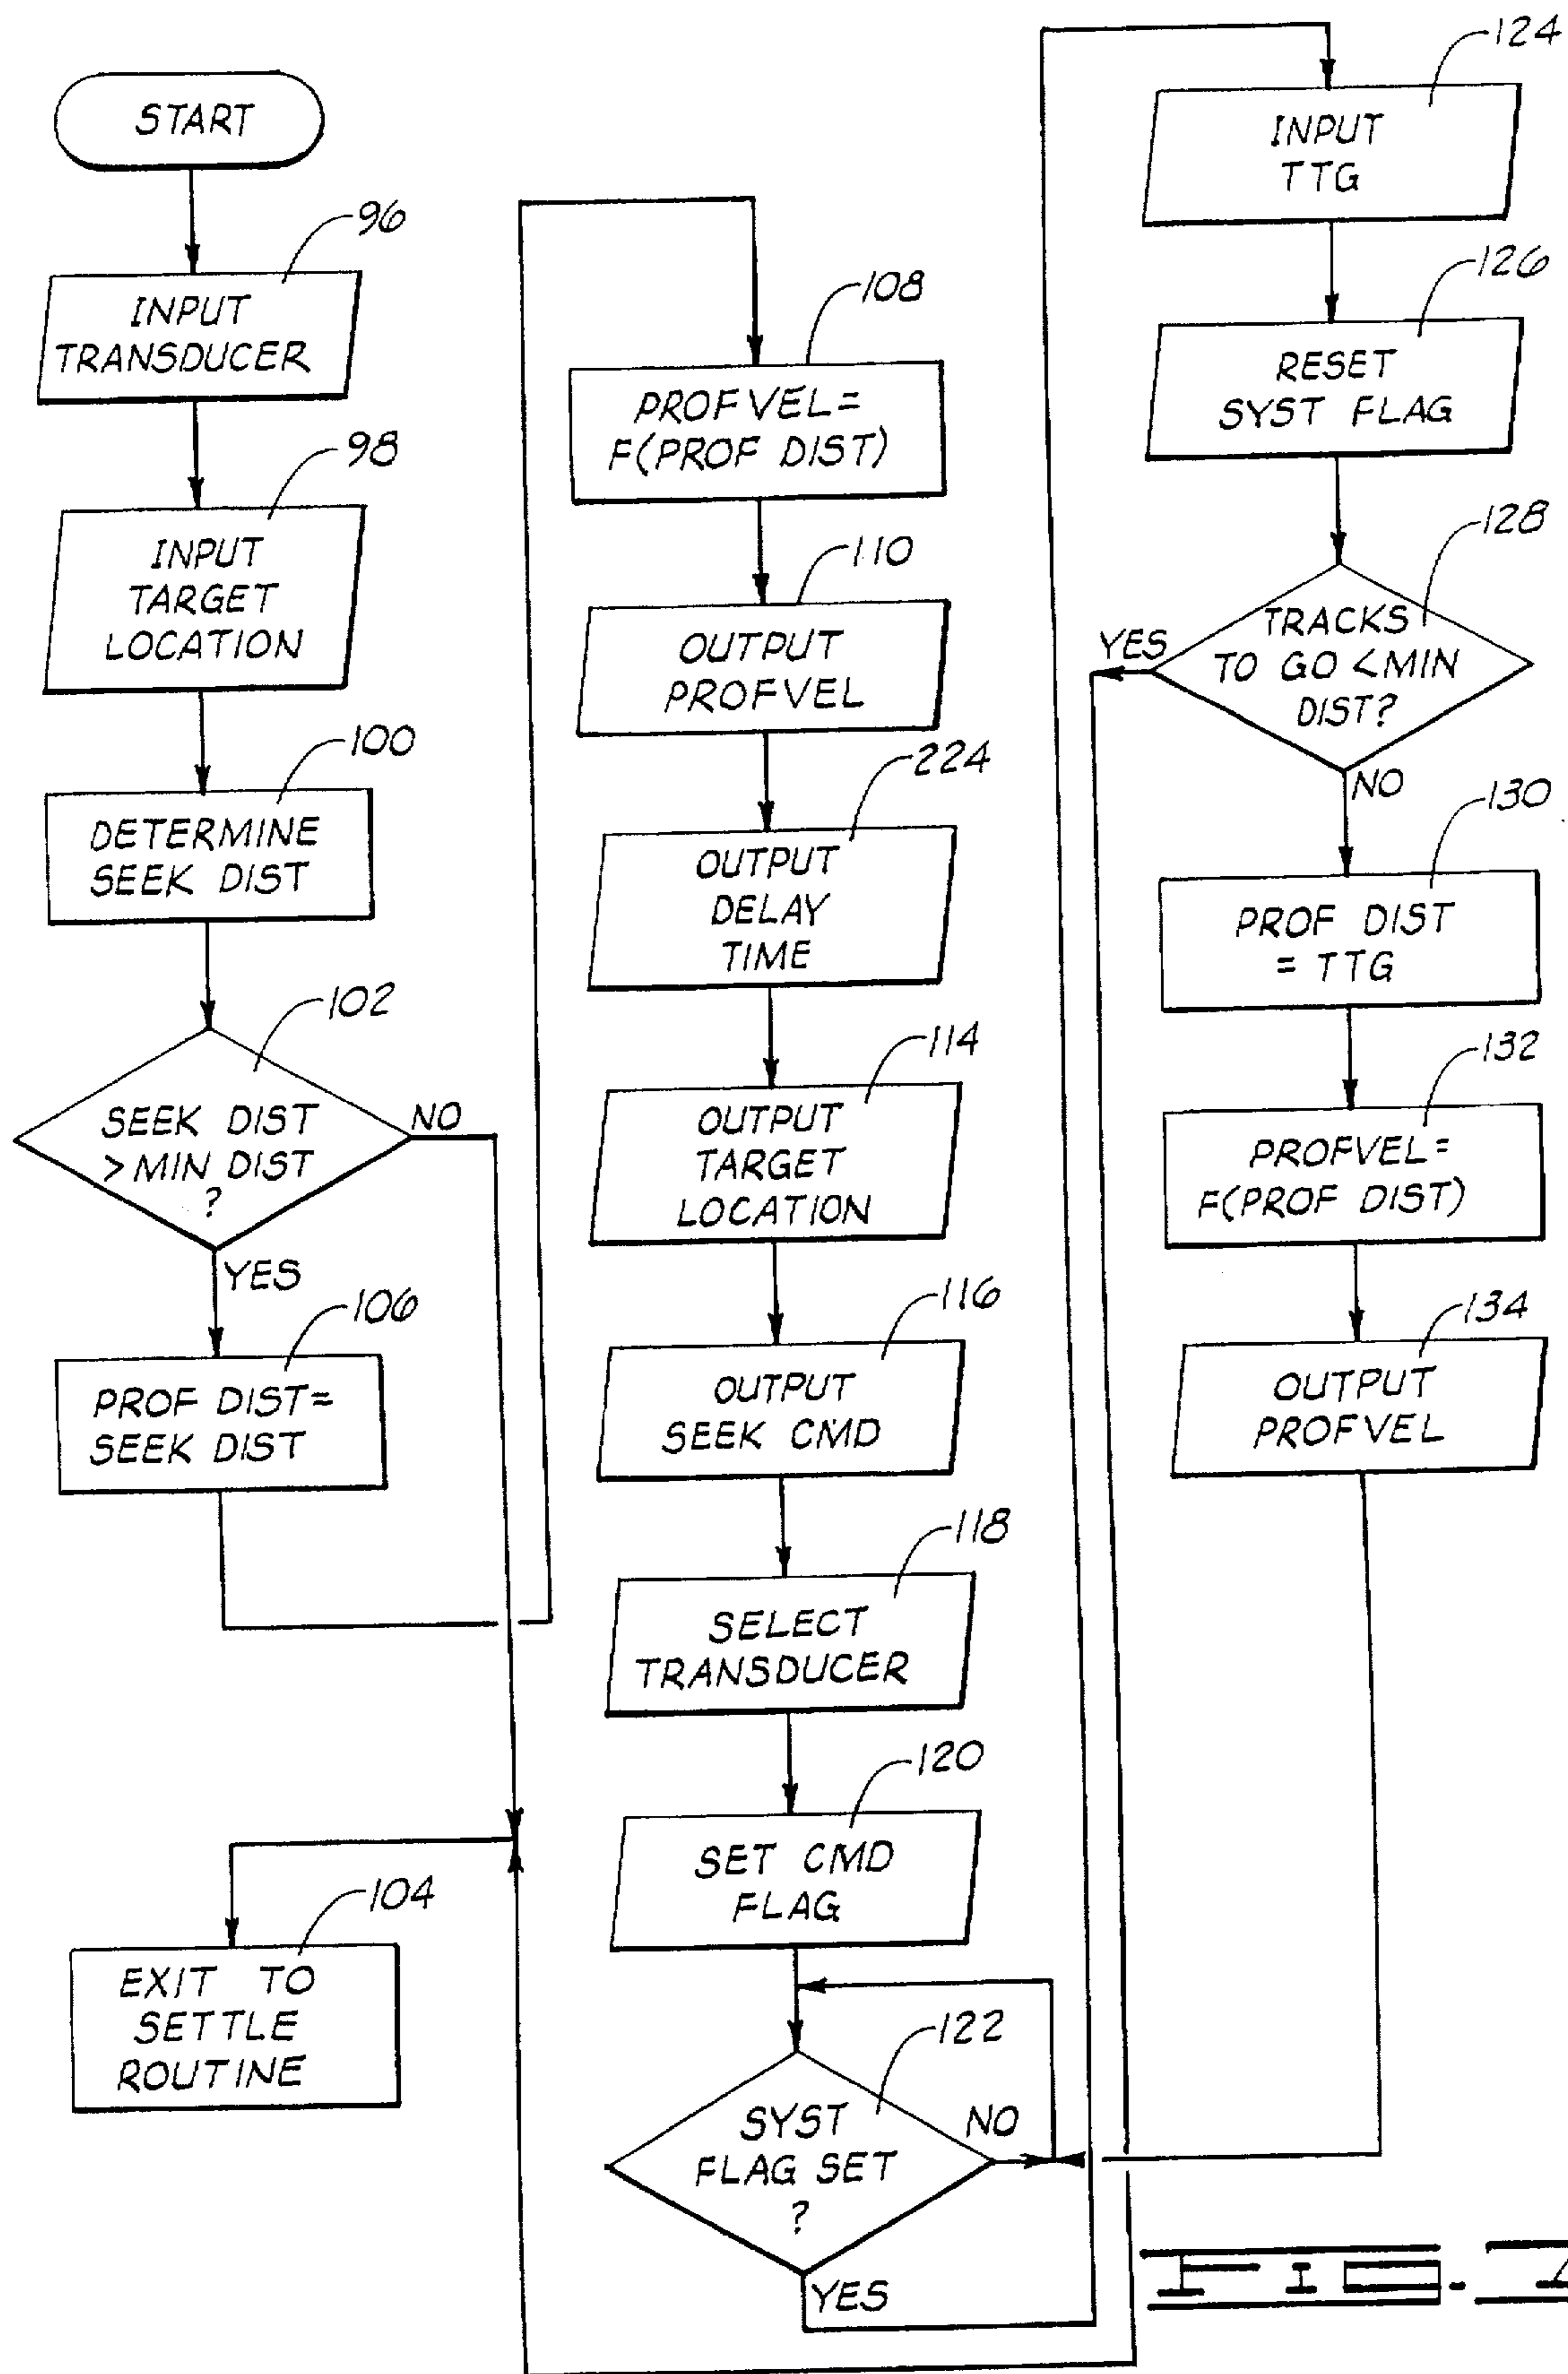 START
96
INPUT
TRANSDUCER
98
INPUT
TARGET
LOCATION
100
DETERMINE
SEEK DIST
102
SEEK DIST
> MIN DIST
?
NO
YES
106
PROF DIST=
SEEK DIST
104
EXIT TO
SETTLE
ROUTINE
108
PROFVEL=
F(PROF DIST)
110
OUTPUT
PROFVEL
224
OUTPUT
DELAY
TIME
114
OUTPUT
TARGET
LOCATION
116
OUTPUT
SEEK CMD
118
SELECT
TRANSDUCER
120
SET CMD
FLAG
122
SYST
FLAG SET
?
NO
YES
124
INPUT
TTG
126
RESET
SYST FLAG
128
TRACKS
TO GO <MIN
DIST?
YES
NO
130
PROF DIST
= TTG
132
PROFVEL=
F(PROF DIST)
134
OUTPUT
PROFVEL
FIG.